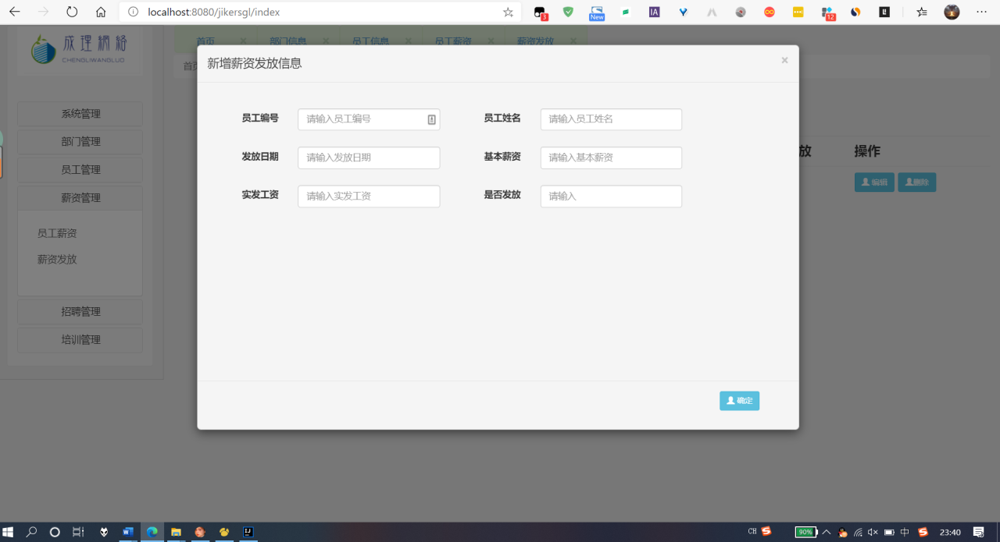 localhost:8080/jikersgl/index
3
New
IA
12
成理網絡
CHENGLIWANGLUO
首页 部门信息 员工信息 员工薪资 薪资发放
首页
新增薪资发放信息 ×
系统管理
部门管理
员工管理
薪资管理
员工薪资
薪资发放
招聘管理
培训管理
员工编号 请输入员工编号 员工姓名 请输入员工姓名
发放日期 请输入发放日期 基本薪资 请输入基本薪资
实发工资 请输入实发工资 是否发放 请输入
放 操作
编辑 删除
确定
CH 90% 中 23:40